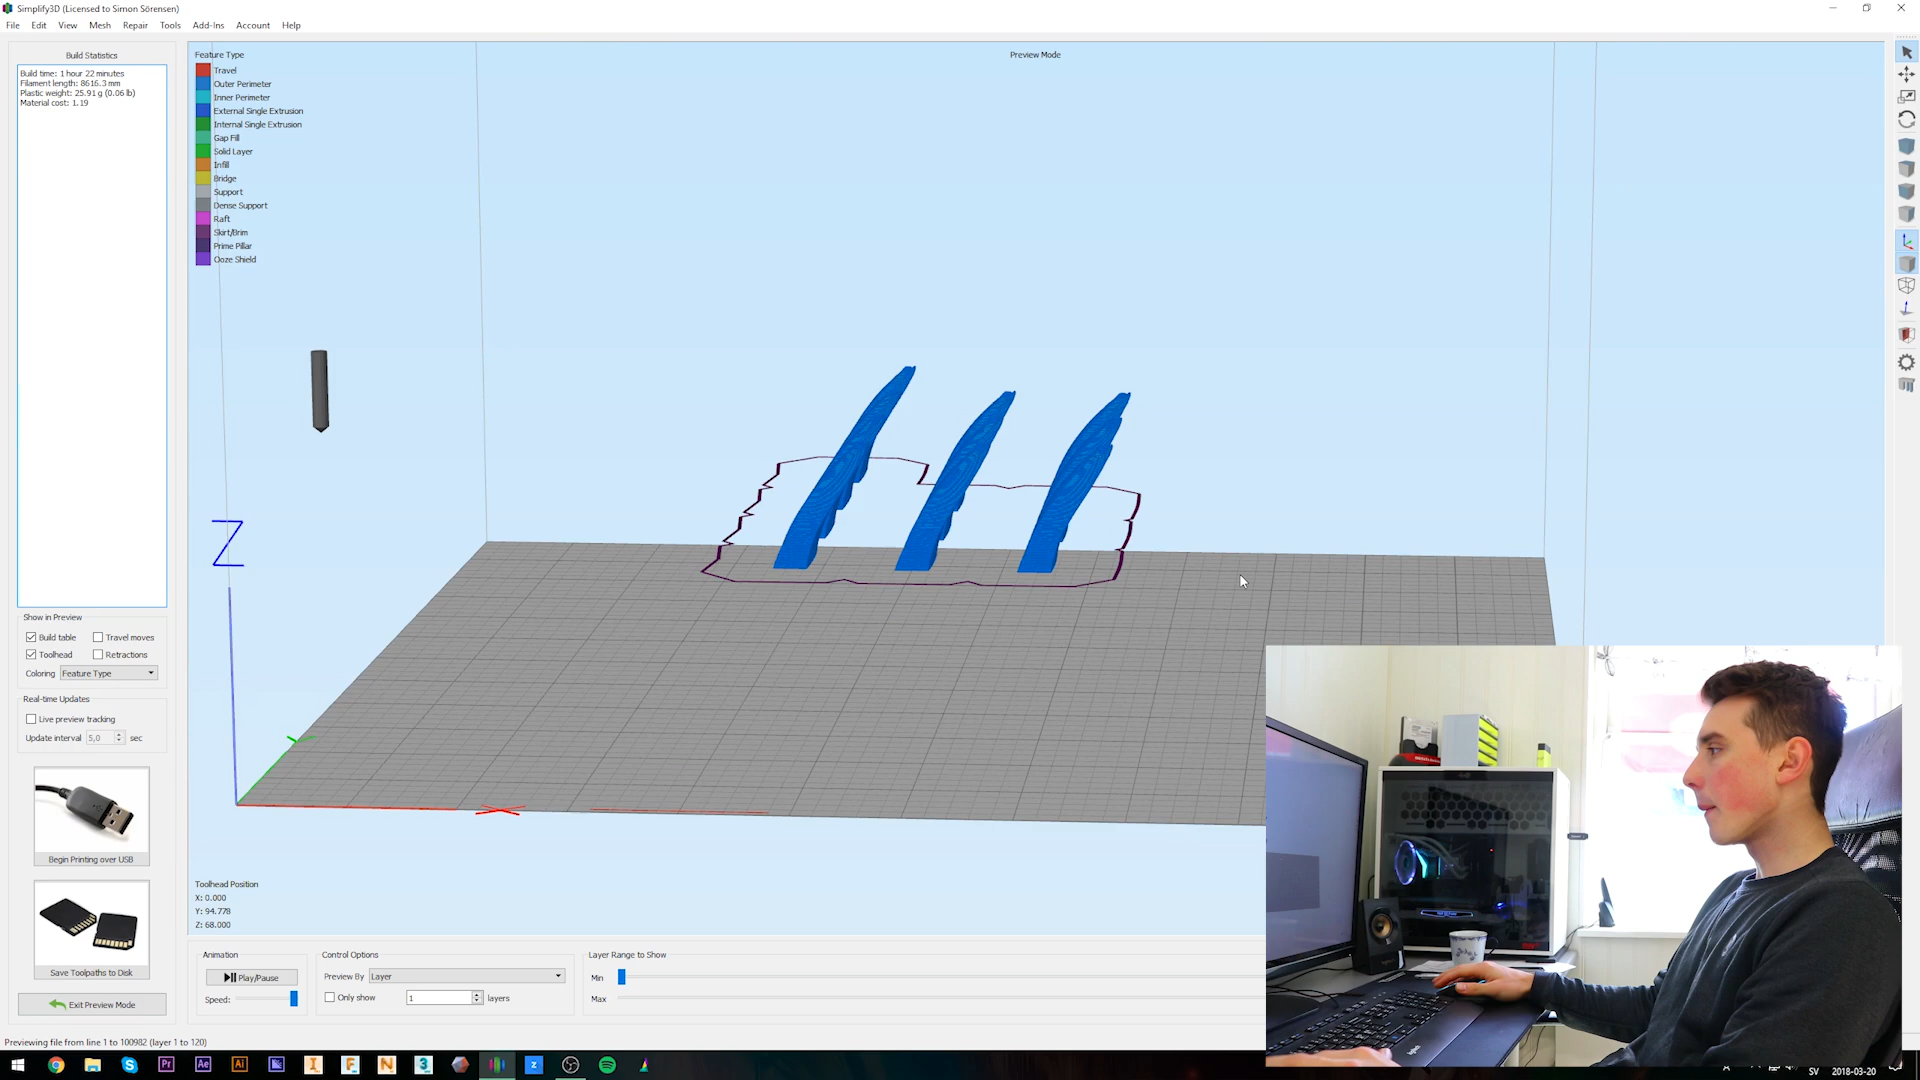 Simplify3D (Licensed to Simon Sörensen)
File Edit View Mesh Repair Tools Add-Ins Account Help
Build Statistics
Build time: 1 hour 22 minutes
Filament length: 8616.3 mm
Plastic weight: 25.91 g (0.06 lb)
Material cost: 1.19
Feature Type
Travel
Outer Perimeter
Inner Perimeter
External Single Extrusion
Internal Single Extrusion
Gap Fill
Solid Layer
Infill
Bridge
Support
Dense Support
Raft
Skirt/Brim
Prime Pillar
Ooze Shield
Preview Mode
Z
Show in Preview
Build table Travel moves
Toolhead Retractions
Coloring Feature Type
Real-time Updates
Live preview tracking
Update interval 5,0 sec
Begin Printing over USB
Save Toolpaths to Disk
Exit Preview Mode
Toolhead Position
X: 0.000
Y: 94.778
Z: 68.000
Animation
Play/Pause
Speed:
Control Options
Preview By Layer
Only show 1 layers
Layer Range to Show
Min
Max
Previewing file from line 1 to 100982 (layer 1 to 120)
Pr Ae Ai I F N 3 z
SV 2018-03-20